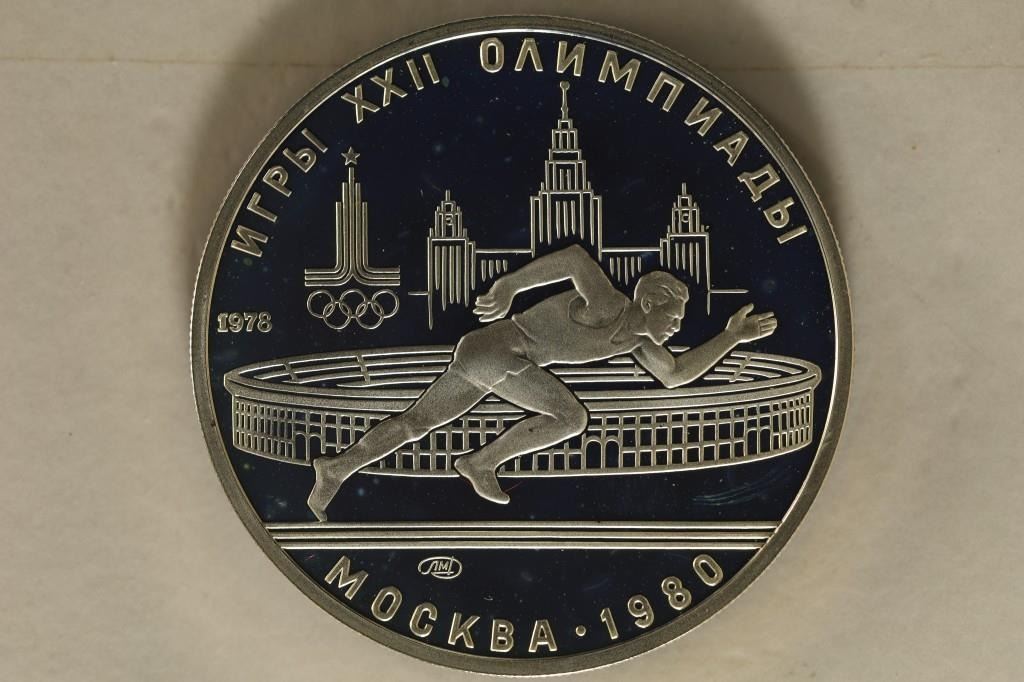 ИГРЫ XXII ОЛИМПИАДЫ
1978
ЛМД
МОСКВА · 1980